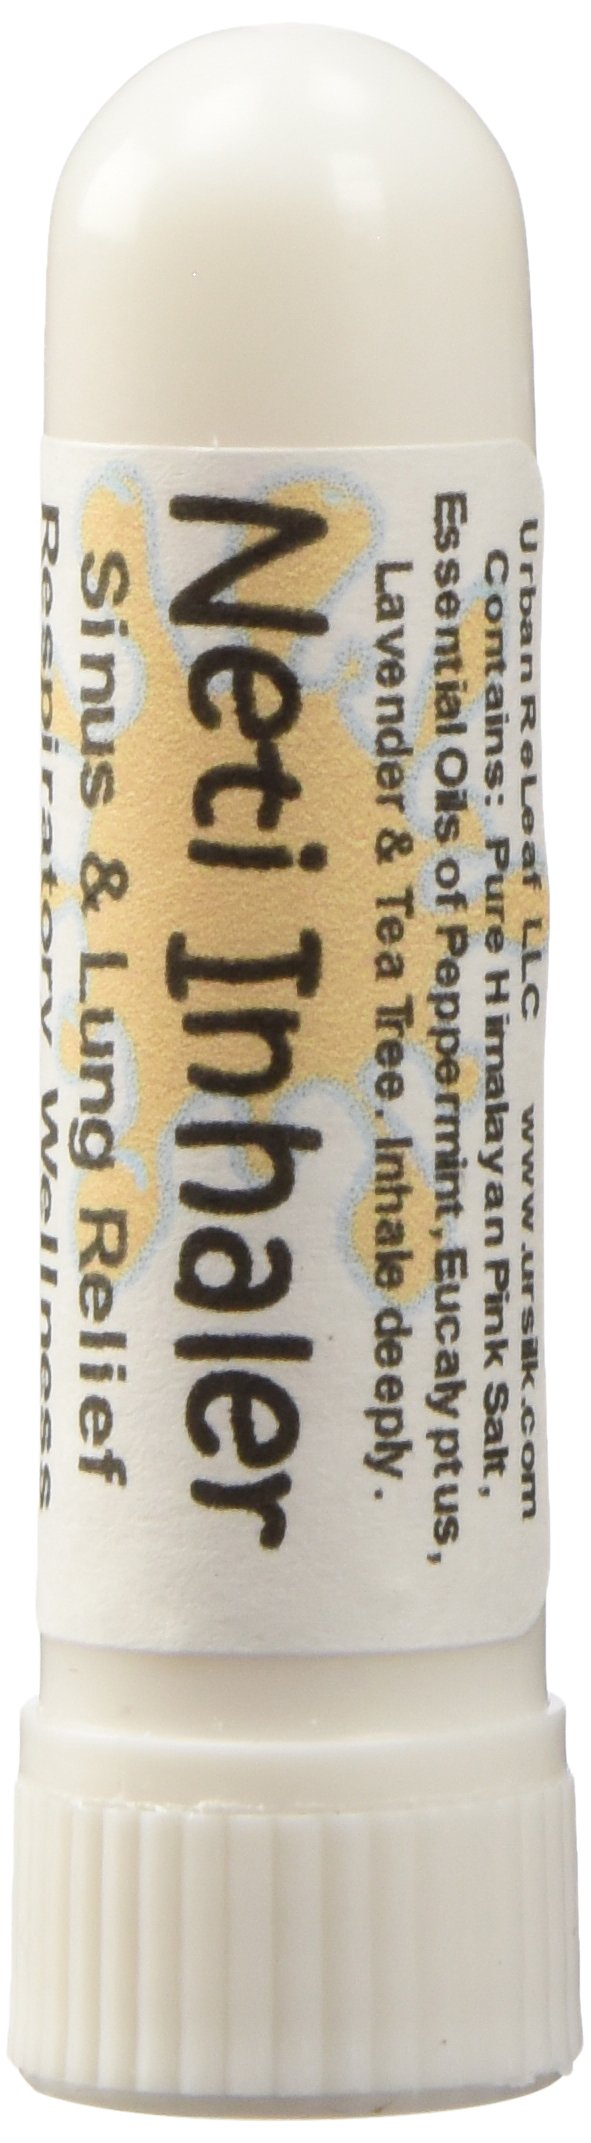 Urban ReLeaf LLC www.ursilk.com
Contains: Pure Himalayan Pink Salt,
Essential Oils of Peppermint, Eucalyptus,
Lavender & Tea Tree. Inhale deeply.
Neti Inhaler
Sinus & Lung Relief
Respiratory Wellness